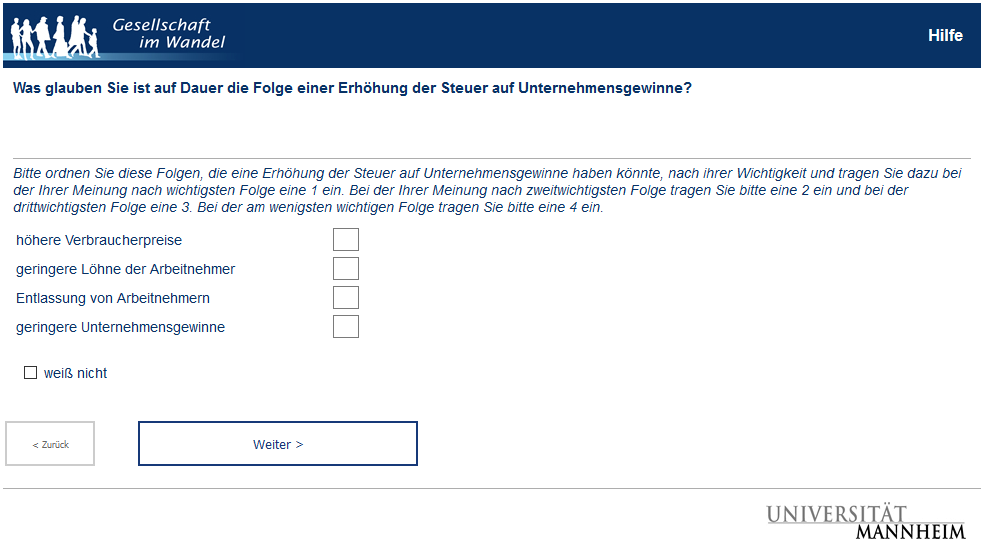 Gesellschaft
im Wandel
Hilfe
Was glauben Sie ist auf Dauer die Folge einer Erhöhung der Steuer auf Unternehmensgewinne?
Bitte ordnen Sie diese Folgen, die eine Erhöhung der Steuer auf Unternehmensgewinne haben könnte, nach ihrer Wichtigkeit und tragen Sie dazu bei
der Ihrer Meinung nach wichtigsten Folge eine 1 ein. Bei der Ihrer Meinung nach zweitwichtigsten Folge tragen Sie bitte eine 2 ein und bei der
drittwichtigsten Folge eine 3. Bei der am wenigsten wichtigen Folge tragen Sie bitte eine 4 ein.
höhere Verbraucherpreise
geringere Löhne der Arbeitnehmer
Entlassung von Arbeitnehmern
geringere Unternehmensgewinne
weiß nicht
< Zurück
Weiter >
UNIVERSITÄT
MANNHEIM